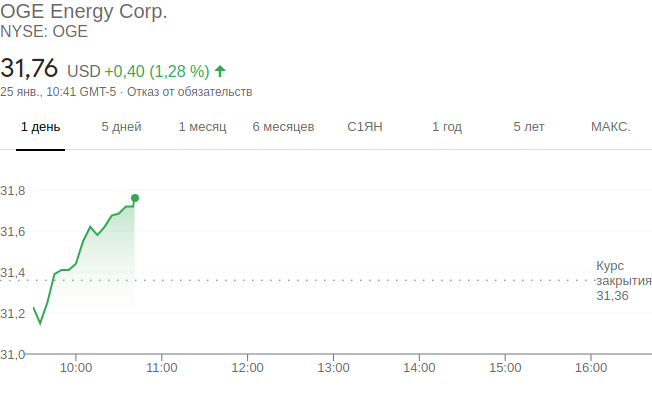 OGE Energy Corp.
NYSE: OGE
31,76 USD +0,40 (1,28 %)
25 янв., 10:41 GMT-5 · Отказ от обязательств
1 день 5 дней 1 месяц 6 месяцев С1ЯН 1 год 5 лет МАКС.
31,8
31,6
31,4
31,2
31,0
Курс
закрытия
31,36
10:00 11:00 12:00 13:00 14:00 15:00 16:00